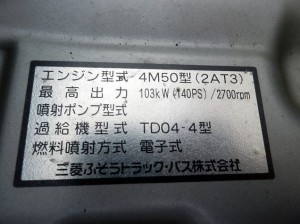 エンジン型式 4M50型(2AT3)
最高出力 103kW(140PS)/2700rpm
噴射ポンプ型式
過給機型式 TD04-4型
燃料噴射方式 電子式
三菱ふそうトラック・バス株式会社